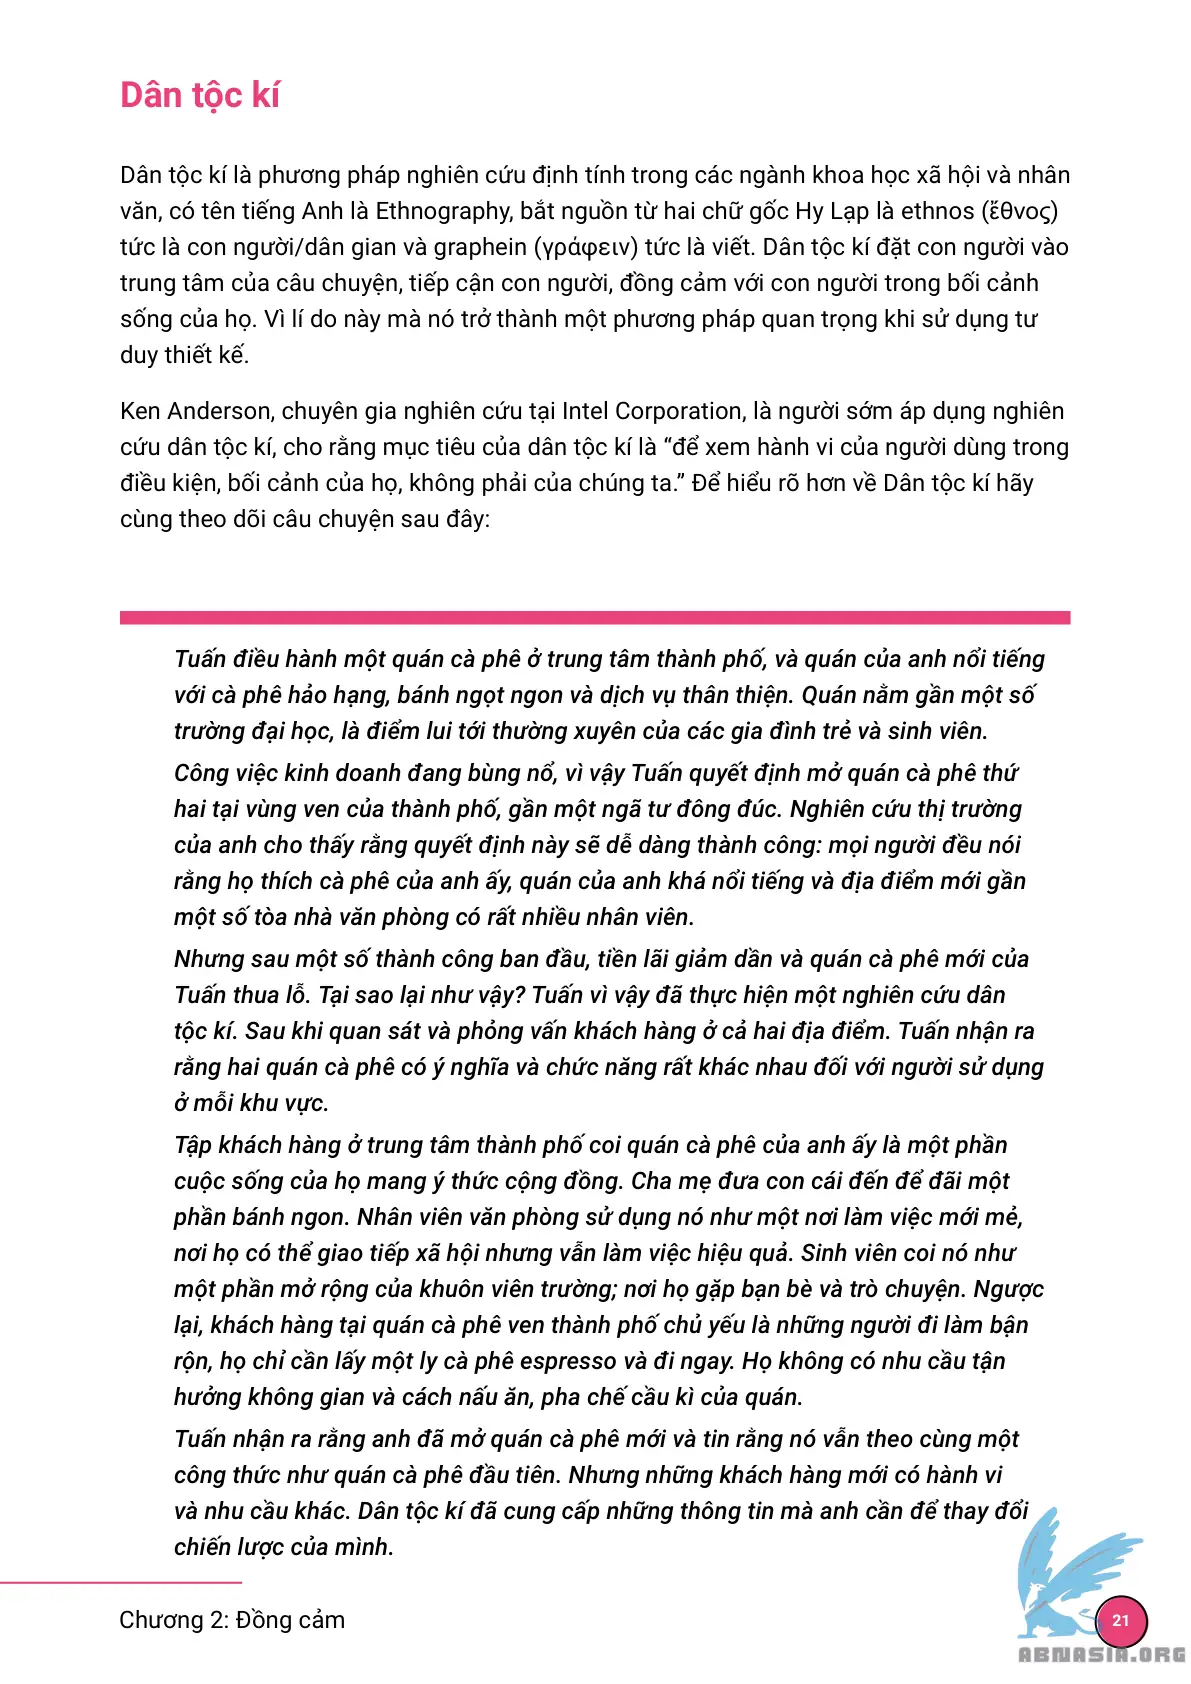 Dân tộc kí
Dân tộc kí là phương pháp nghiên cứu định tính trong các ngành khoa học xã hội và nhân
văn, có tên tiếng Anh là Ethnography, bắt nguồn từ hai chữ gốc Hy Lạp là ethnos (ἔθνος)
tức là con người/dân gian và graphein (γράφειν) tức là viết. Dân tộc kí đặt con người vào
trung tâm của câu chuyện, tiếp cận con người, đồng cảm với con người trong bối cảnh
sống của họ. Vì lí do này mà nó trở thành một phương pháp quan trọng khi sử dụng tư
duy thiết kế.
Ken Anderson, chuyên gia nghiên cứu tại Intel Corporation, là người sớm áp dụng nghiên
cứu dân tộc kí, cho rằng mục tiêu của dân tộc kí là “để xem hành vi của người dùng trong
điều kiện, bối cảnh của họ, không phải của chúng ta.” Để hiểu rõ hơn về Dân tộc kí hãy
cùng theo dõi câu chuyện sau đây:
Tuấn điều hành một quán cà phê ở trung tâm thành phố, và quán của anh nổi tiếng
với cà phê hảo hạng, bánh ngọt ngon và dịch vụ thân thiện. Quán nằm gần một số
trường đại học, là điểm lui tới thường xuyên của các gia đình trẻ và sinh viên.
Công việc kinh doanh đang bùng nổ, vì vậy Tuấn quyết định mở quán cà phê thứ
hai tại vùng ven của thành phố, gần một ngã tư đông đúc. Nghiên cứu thị trường
của anh cho thấy rằng quyết định này sẽ dễ dàng thành công: mọi người đều nói
rằng họ thích cà phê của anh ấy, quán của anh khá nổi tiếng và địa điểm mới gần
một số tòa nhà văn phòng có rất nhiều nhân viên.
Nhưng sau một số thành công ban đầu, tiền lãi giảm dần và quán cà phê mới của
Tuấn thua lỗ. Tại sao lại như vậy? Tuấn vì vậy đã thực hiện một nghiên cứu dân
tộc kí. Sau khi quan sát và phỏng vấn khách hàng ở cả hai địa điểm. Tuấn nhận ra
rằng hai quán cà phê có ý nghĩa và chức năng rất khác nhau đối với người sử dụng
ở mỗi khu vực.
Tập khách hàng ở trung tâm thành phố coi quán cà phê của anh ấy là một phần
cuộc sống của họ mang ý thức cộng đồng. Cha mẹ đưa con cái đến để đãi một
phần bánh ngon. Nhân viên văn phòng sử dụng nó như một nơi làm việc mới mẻ,
nơi họ có thể giao tiếp xã hội nhưng vẫn làm việc hiệu quả. Sinh viên coi nó như
một phần mở rộng của khuôn viên trường; nơi họ gặp bạn bè và trò chuyện. Ngược
lại, khách hàng tại quán cà phê ven thành phố chủ yếu là những người đi làm bận
rộn, họ chỉ cần lấy một ly cà phê espresso và đi ngay. Họ không có nhu cầu tận
hưởng không gian và cách nấu ăn, pha chế cầu kì của quán.
Tuấn nhận ra rằng anh đã mở quán cà phê mới và tin rằng nó vẫn theo cùng một
công thức như quán cà phê đầu tiên. Nhưng những khách hàng mới có hành vi
và nhu cầu khác. Dân tộc kí đã cung cấp những thông tin mà anh cần để thay đổi
chiến lược của mình.
Chương 2: Đồng cảm
21
ABNASIA.ORG